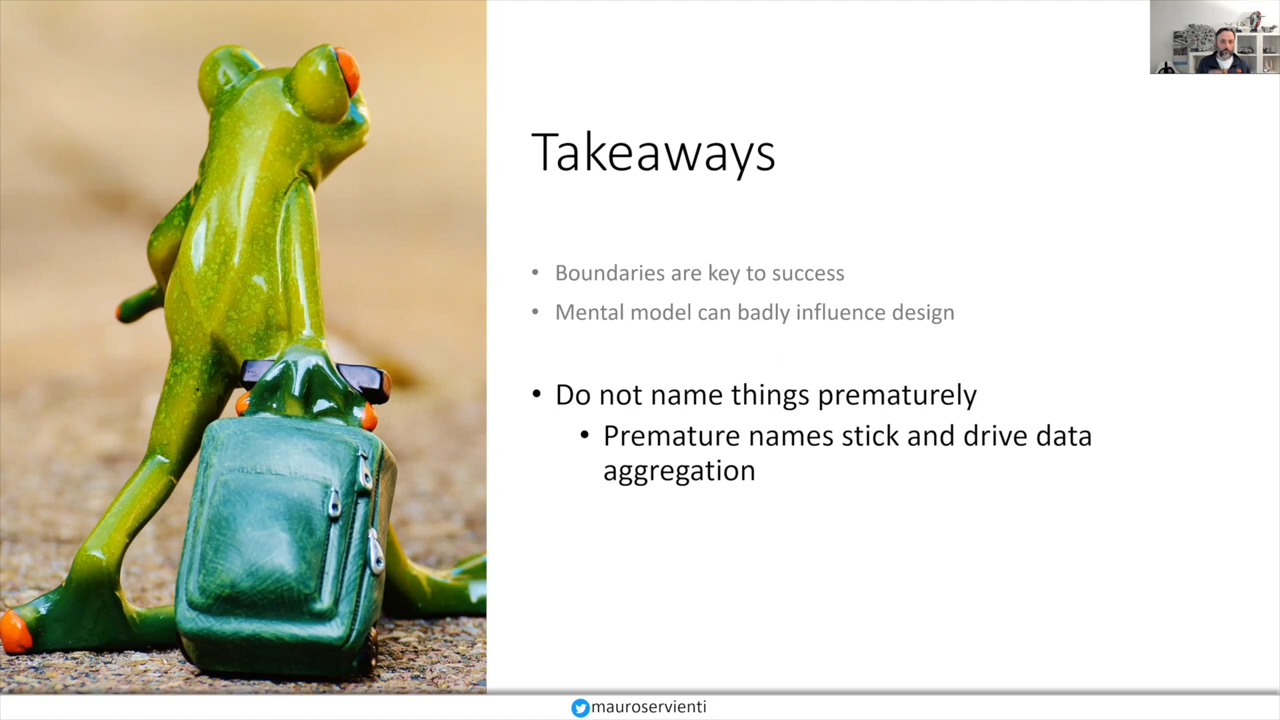 Takeaways
• Boundaries are key to success
• Mental model can badly influence design
• Do not name things prematurely
• Premature names stick and drive data
aggregation
mauroservienti